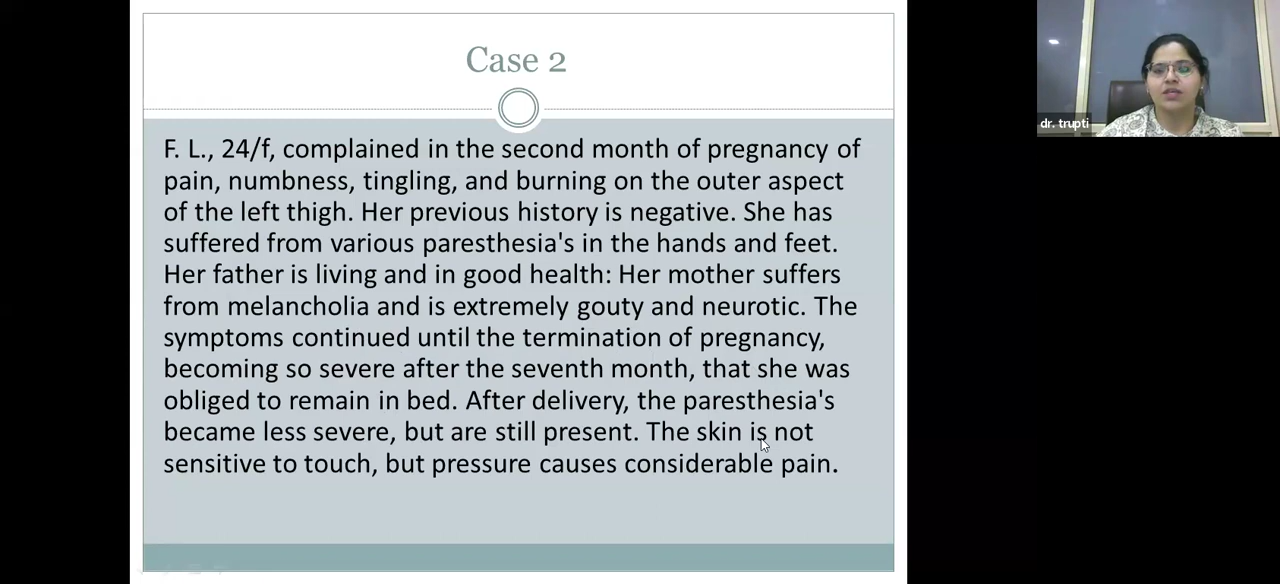 Case 2
F. L., 24/f, complained in the second month of pregnancy of
pain, numbness, tingling, and burning on the outer aspect
of the left thigh. Her previous history is negative. She has
suffered from various paresthesia's in the hands and feet.
Her father is living and in good health: Her mother suffers
from melancholia and is extremely gouty and neurotic. The
symptoms continued until the termination of pregnancy,
becoming so severe after the seventh month, that she was
obliged to remain in bed. After delivery, the paresthesia's
became less severe, but are still present. The skin is not
sensitive to touch, but pressure causes considerable pain.
dr. trupti